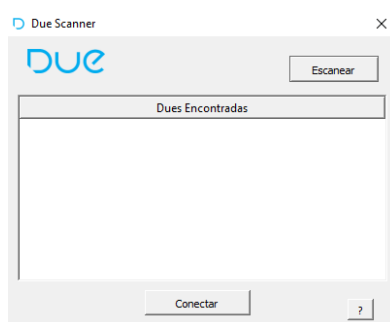 Due Scanner
DUE
Escanear
Dues Encontradas
Conectar
?